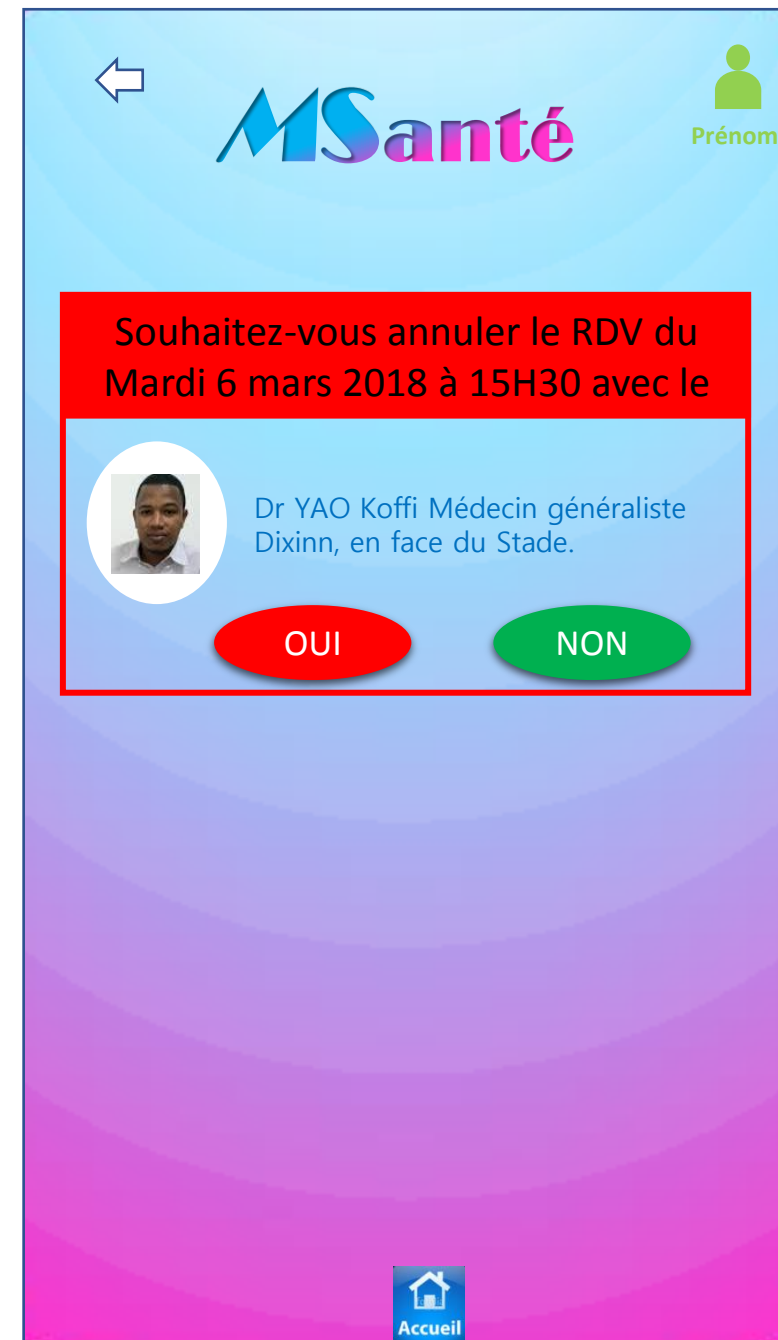 MSanté
Prénom
Souhaitez-vous annuler le RDV du
Mardi 6 mars 2018 à 15H30 avec le
Dr YAO Koffi Médecin généraliste
Dixinn, en face du Stade.
OUI
NON
Accueil